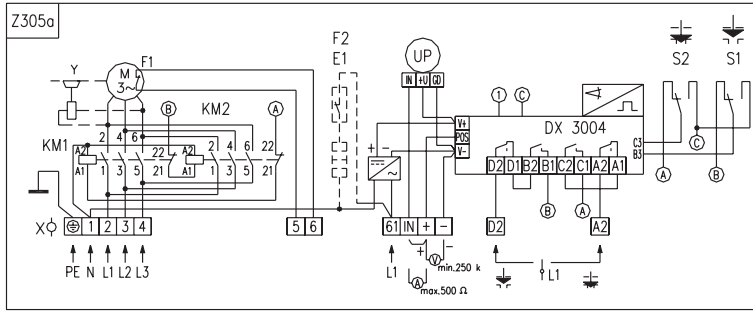 Z305a
F2
E1
UP
S2 S1
Y
M
3~
F1
B
KM2
A
IN +U GD
1 C
KM1
A2 2 4 6 22 A2 2 4 6 22
A1 1 3 5 21 A1 1 3 5 21
V+
POS
V-
DX 3004
C3
B3
C
A
B
D2 D1 B2 B1 C2 C1 A2 A1
B
A
+ -
X
1 2 3 4 5 6 61 IN + - D2 A2
PE N L1 L2 L3 L1
+ -
V min.250 k
A max.500 Ω
L1